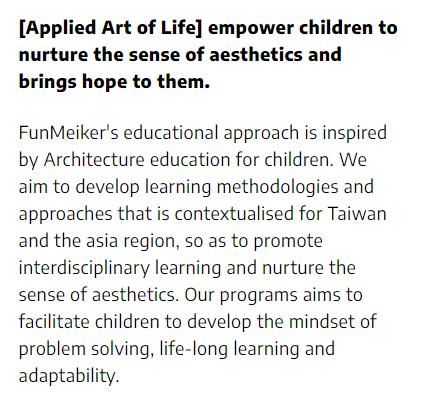 [Applied Art of Life] empower children to
nurture the sense of aesthetics and
brings hope to them.
FunMeiker's educational approach is inspired
by Architecture education for children. We
aim to develop learning methodologies and
approaches that is contextualised for Taiwan
and the asia region, so as to promote
interdisciplinary learning and nurture the
sense of aesthetics. Our programs aims to
facilitate children to develop the mindset of
problem solving, life-long learning and
adaptability.